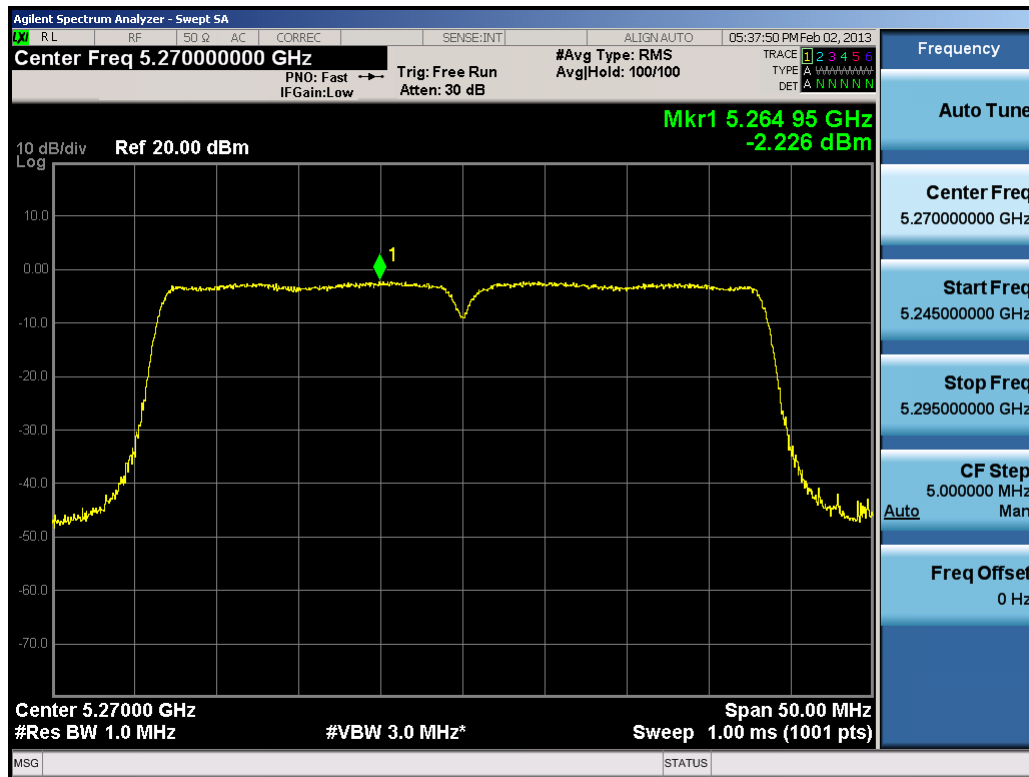 Agilent Spectrum Analyzer - Swept SA
LXI RL RF 50 Ω AC CORREC SENSE:INT ALIGN AUTO 05:37:50 PM Feb 02, 2013
Center Freq 5.270000000 GHz
PNO: Fast
IFGain:Low
Trig: Free Run
Atten: 30 dB
#Avg Type: RMS
Avg|Hold: 100/100
TRACE 1 2 3 4 5 6
TYPE A WWWWW
DET A N N N N N
Mkr1 5.264 95 GHz
-2.226 dBm
10 dB/div Ref 20.00 dBm
Log
10.0
0.00
-10.0
-20.0
-30.0
-40.0
-50.0
-60.0
-70.0
1
Center 5.27000 GHz Span 50.00 MHz
#Res BW 1.0 MHz #VBW 3.0 MHz* Sweep 1.00 ms (1001 pts)
MSG STATUS
Frequency
Auto Tune
Center Freq
5.270000000 GHz
Start Freq
5.245000000 GHz
Stop Freq
5.295000000 GHz
CF Step
5.000000 MHz
Auto Man
Freq Offset
0 Hz